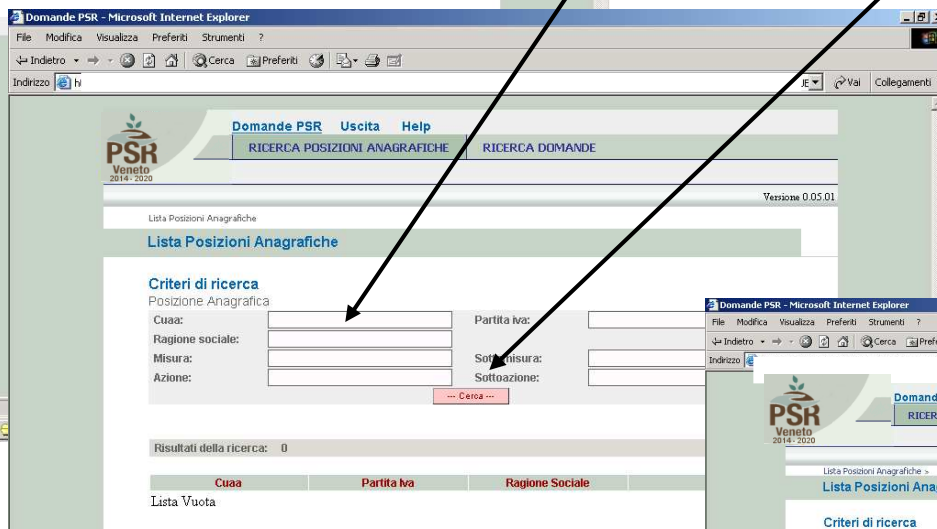 Domande PSR - Microsoft Internet Explorer
File Modifica Visualizza Preferiti Strumenti ?
Indietro Cerca Preferiti
Indirizzo Vai Collegamenti
Domande PSR Uscita Help
PSR Veneto 2014-2020
RICERCA POSIZIONI ANAGRAFICHE RICERCA DOMANDE
Versione 0.05.01
Lista Posizioni Anagrafiche
Lista Posizioni Anagrafiche
Criteri di ricerca
Posizione Anagrafica
Cuaa: Partita iva:
Ragione sociale:
Misura:
Azione: Sottoazione:
--- Cerca ---
Risultati della ricerca: 0
Cuaa Partita Iva Ragione Sociale
Lista Vuota
Domande PSR - Microsoft Internet Explorer
File Modifica Visualizza Preferiti Strumenti ?
Indietro Cerca
Indirizzo
PSR Veneto 2014-2020
Lista Posizioni Anagrafiche >
Lista Posizioni
Criteri di ricerca